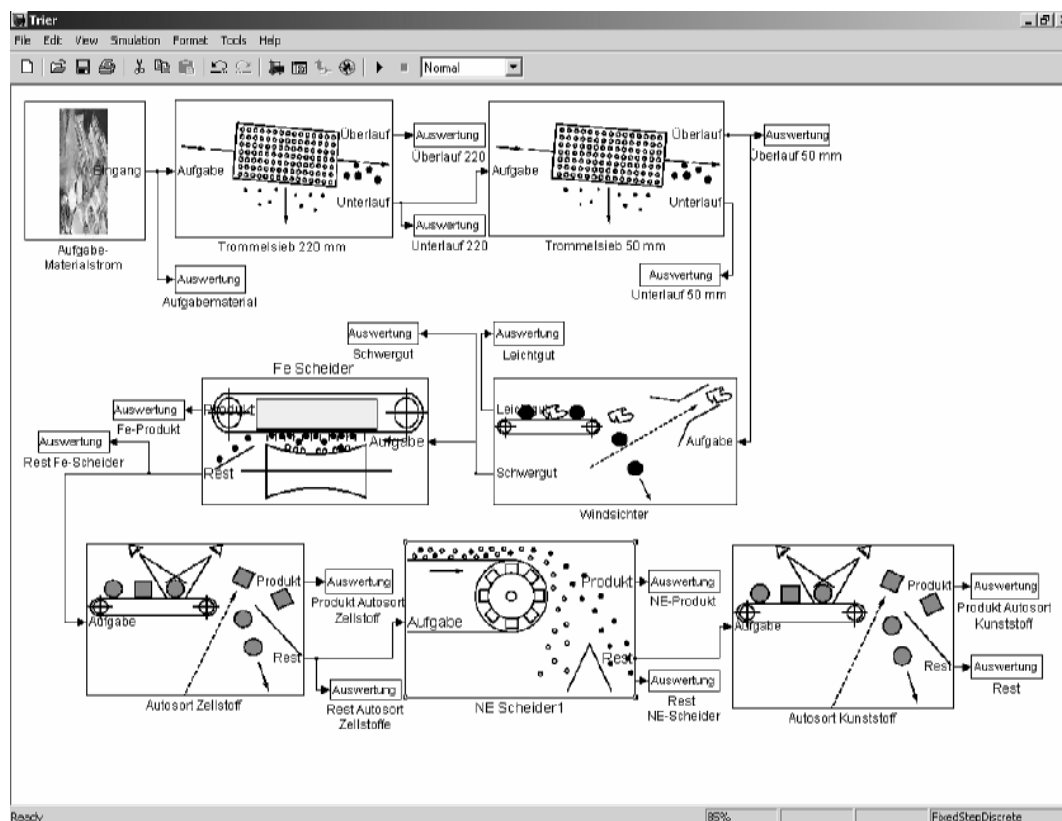 Trier
File Edit View Simulation Format Tools Help
Normal
Eingang
Aufgabe-
Materialstrom
Auswertung
Aufgabematerial
Aufgabe
Überlauf
Unterlauf
Trommelsieb 220 mm
Auswertung
Überlauf 220
Auswertung
Unterlauf 220
Aufgabe
Überlauf
Unterlauf
Trommelsieb 50 mm
Auswertung
Überlauf 50 mm
Auswertung
Unterlauf 50 mm
Auswertung
Schwergut
Auswertung
Leichtgut
Fe Scheider
Produkt
Aufgabe
Rest
Auswertung
Fe-Produkt
Auswertung
Rest Fe-Scheider
Leichtgut
Aufgabe
Schwergut
Windsichter
Produkt
Aufgabe
Rest
Autosort Zellstoff
Auswertung
Produkt Autosort
Zellstoff
Auswertung
Rest Autosort
Zellstoffe
Produkt
Aufgabe
Rest
NE Scheider1
Auswertung
NE-Produkt
Auswertung
Rest
NE-Scheider
Produkt
Aufgabe
Rest
Autosort Kunststoff
Auswertung
Produkt Autosort
Kunststoff
Auswertung
Rest
Ready
85%
FixedStepDiscrete